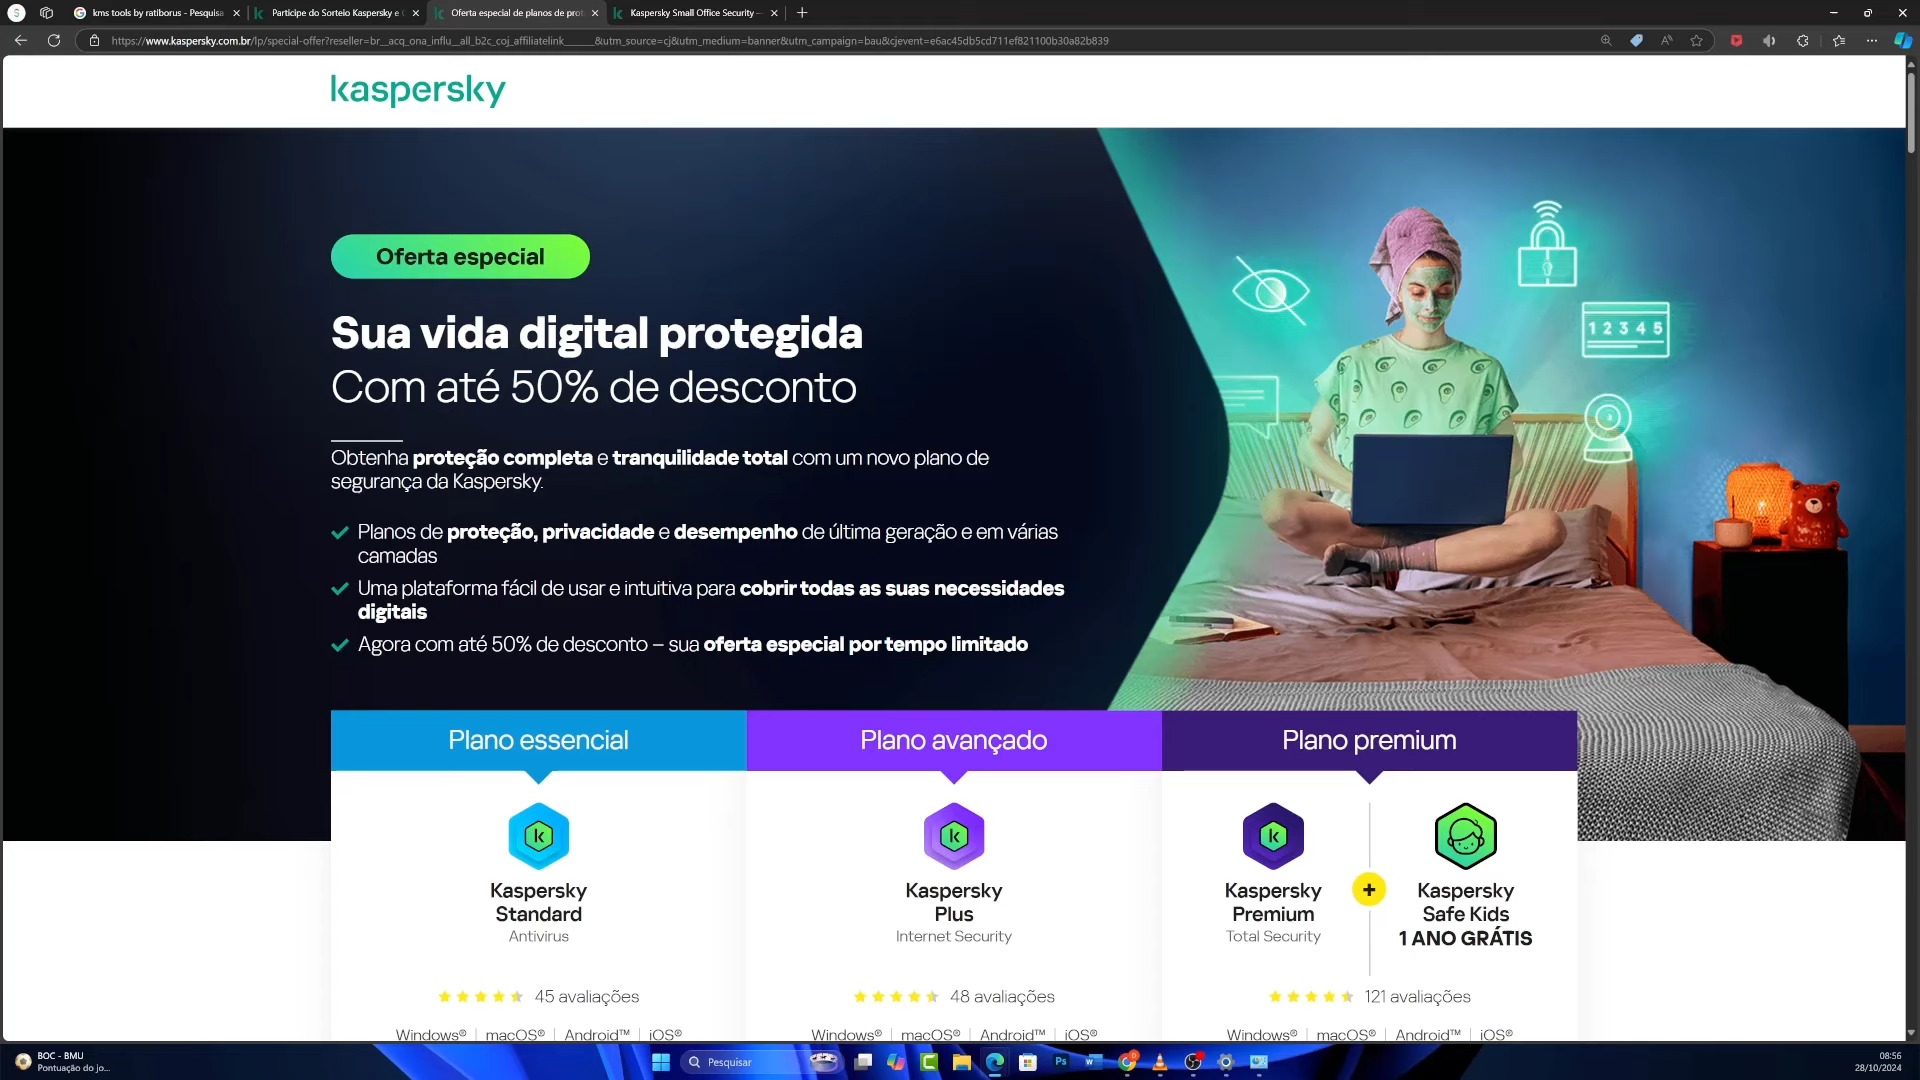 kms tools by ratiborus - Pesquisa
Participe do Sorteio Kaspersky e
Oferta especial de planos de prot
Kaspersky Small Office Security –
https://www.kaspersky.com.br/lp/special-offer?reseller=br__acq_ona_influ__all_b2c_coj_affiliatelink______&utm_source=cj&utm_medium=banner&utm_campaign=bau&cjevent=e6ac45db5cd711ef821100b30a82b839
kaspersky
Oferta especial
Sua vida digital protegida
Com até 50% de desconto
Obtenha proteção completa e tranquilidade total com um novo plano de
segurança da Kaspersky.
Planos de proteção, privacidade e desempenho de última geração e em várias
camadas
Uma plataforma fácil de usar e intuitiva para cobrir todas as suas necessidades
digitais
Agora com até 50% de desconto – sua oferta especial por tempo limitado
1 2 3 4 5
Plano essencial
Plano avançado
Plano premium
Kaspersky
Standard
Antivirus
Kaspersky
Plus
Internet Security
Kaspersky
Premium
Total Security
+
Kaspersky
Safe Kids
1 ANO GRÁTIS
45 avaliações
48 avaliações
121 avaliações
Windows® | macOS® | Android™ | iOS®
Windows® | macOS® | Android™ | iOS®
Windows® | macOS® | Android™ | iOS®
BOC - BMU
Pontuação do jo...
Pesquisar
08:56
28/10/2024